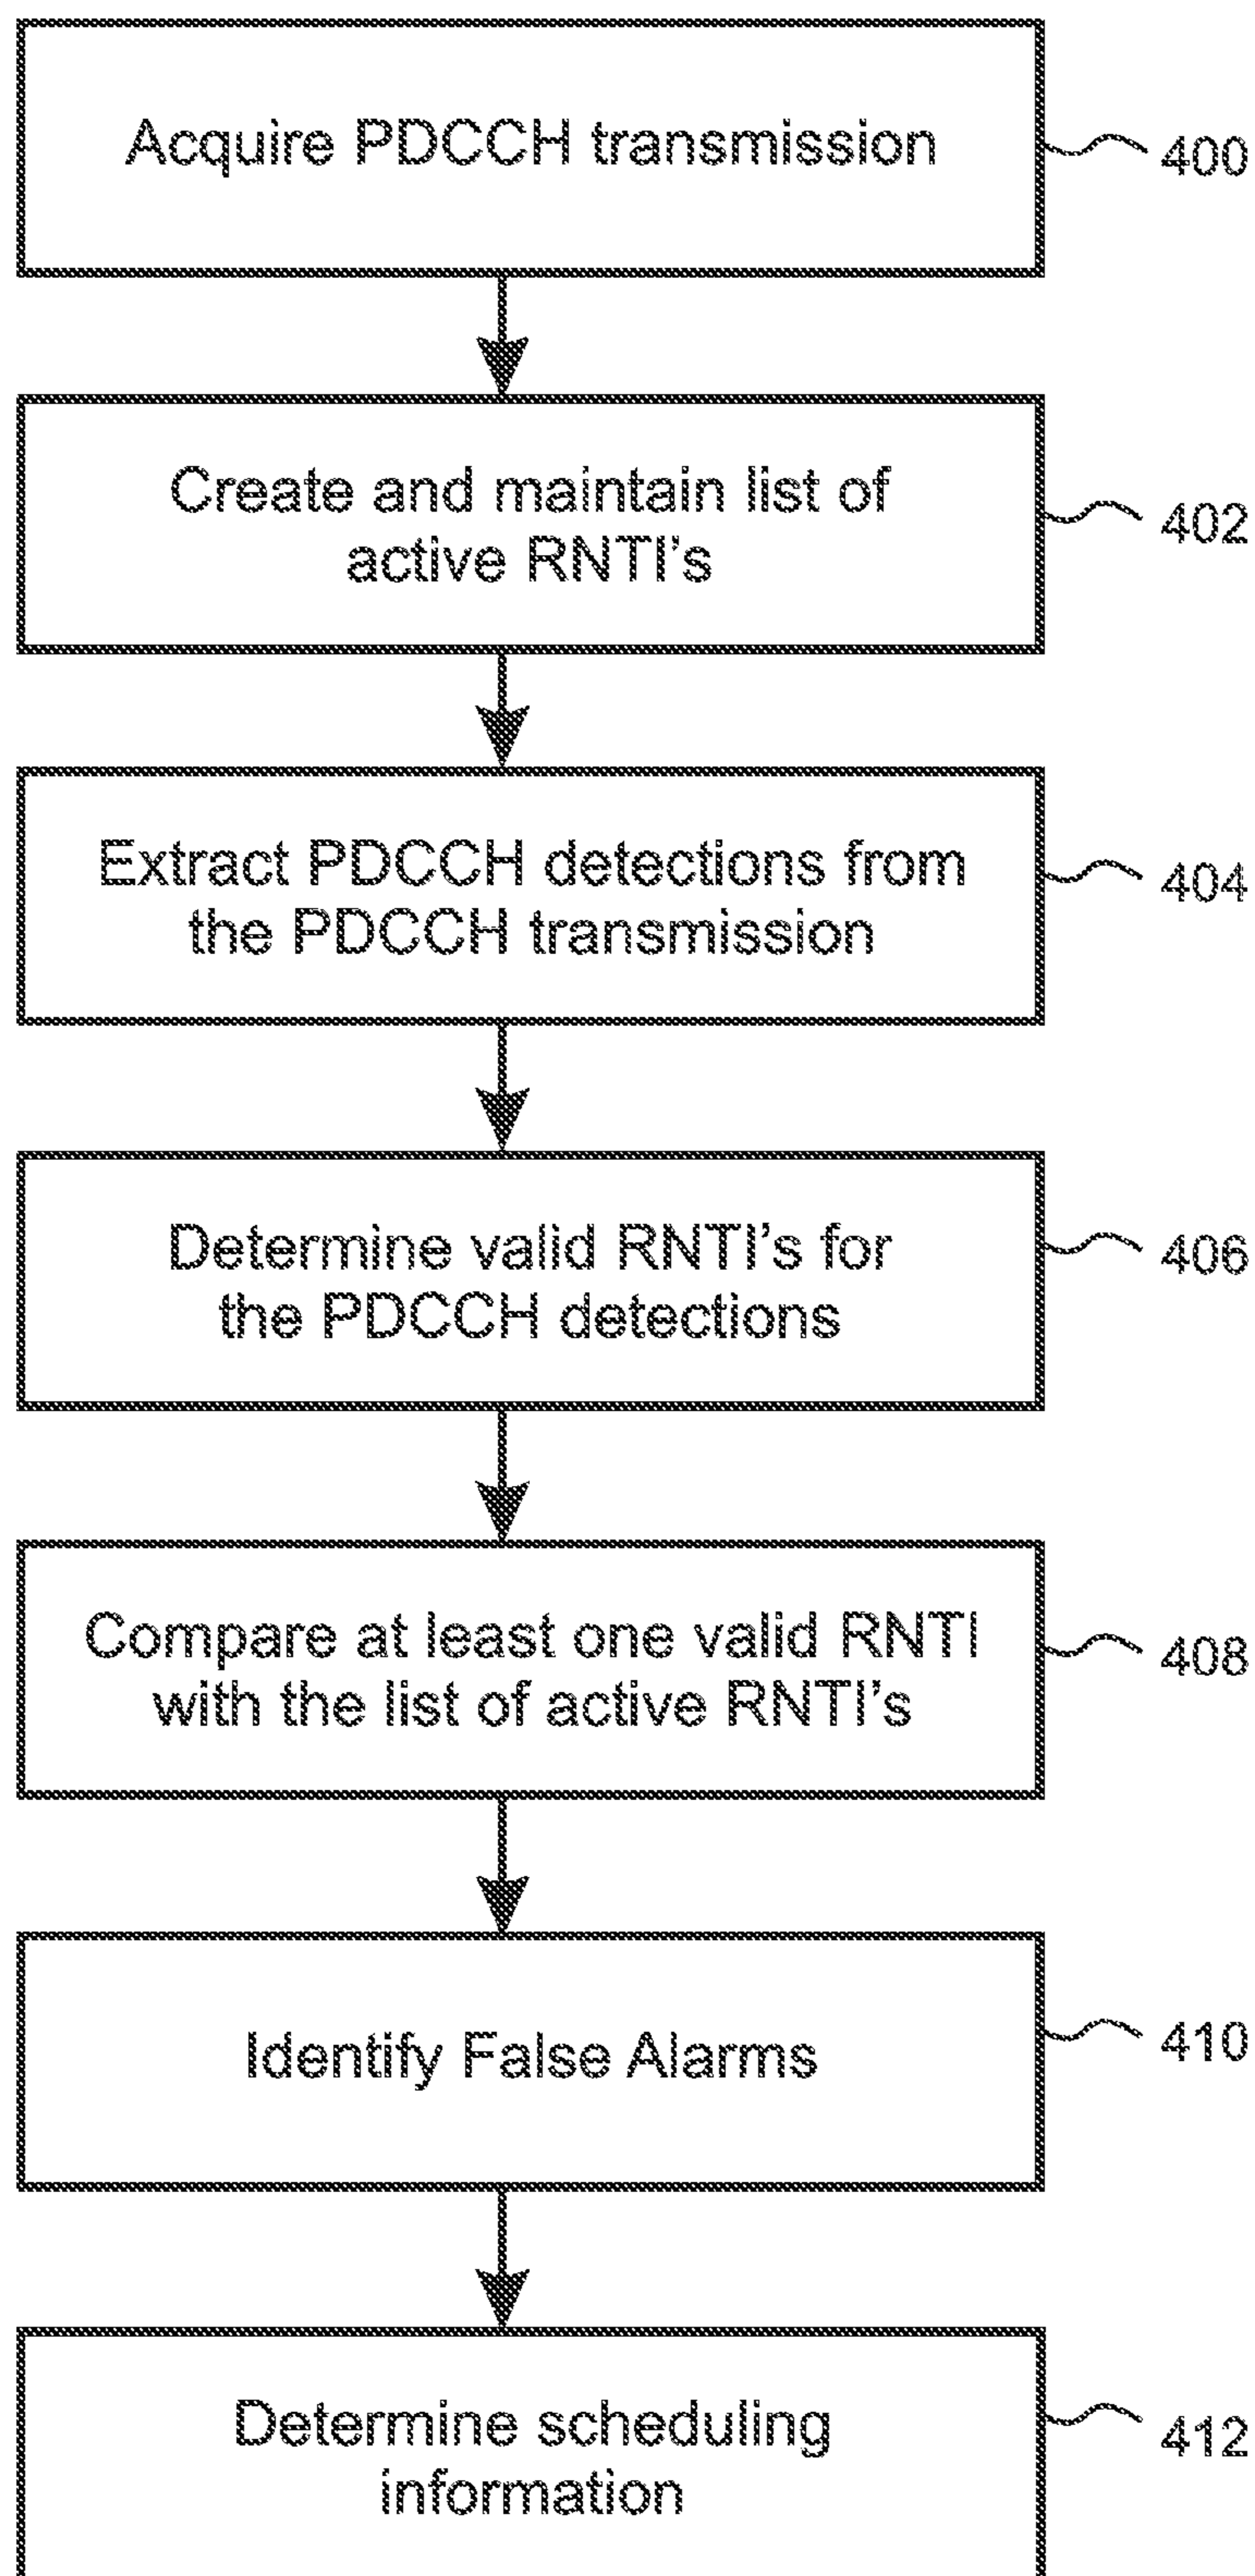 Acquire PDCCH transmission
400
Create and maintain list of
active RNTI's
402
Extract PDCCH detections from
the PDCCH transmission
404
Determine valid RNTI's for
the PDCCH detections
406
Compare at least one valid RNTI
with the list of active RNTI's
408
Identify False Alarms
410
Determine scheduling
information
412